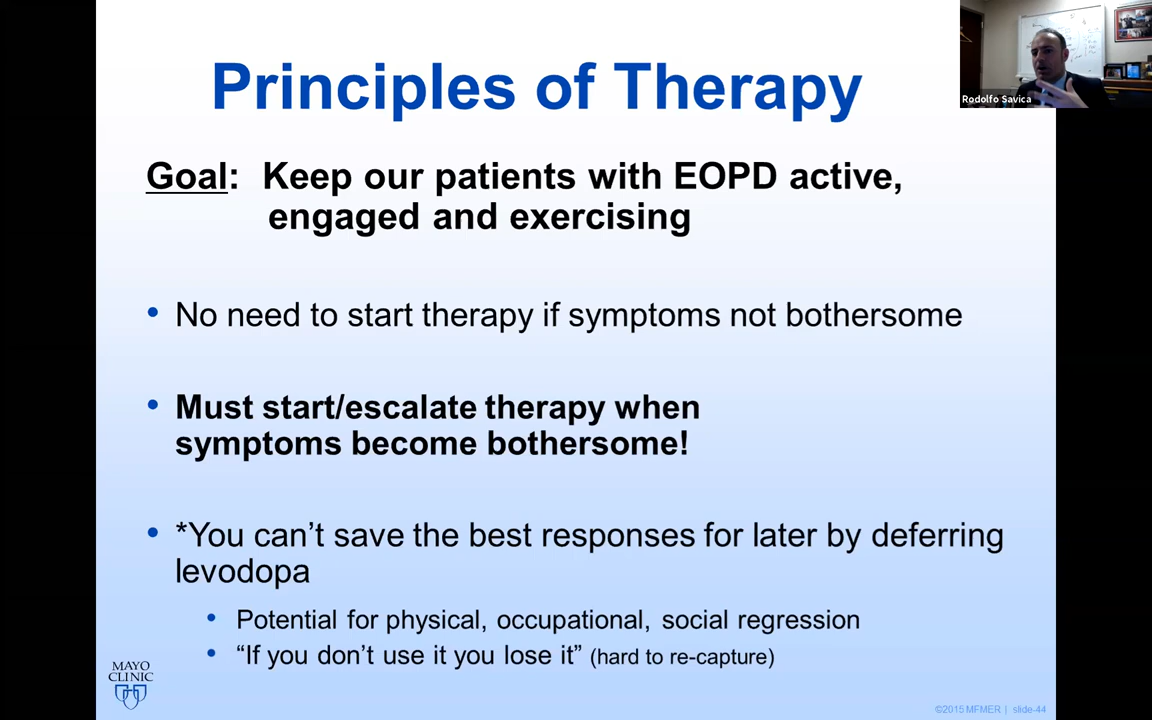 Principles of Therapy
Rodolfo Savica
Goal: Keep our patients with EOPD active,
engaged and exercising
• No need to start therapy if symptoms not bothersome
• Must start/escalate therapy when
symptoms become bothersome!
• *You can’t save the best responses for later by deferring
levodopa
• Potential for physical, occupational, social regression
• “If you don’t use it you lose it” (hard to re-capture)
MAYO
CLINIC
©2015 MFMER | slide-44